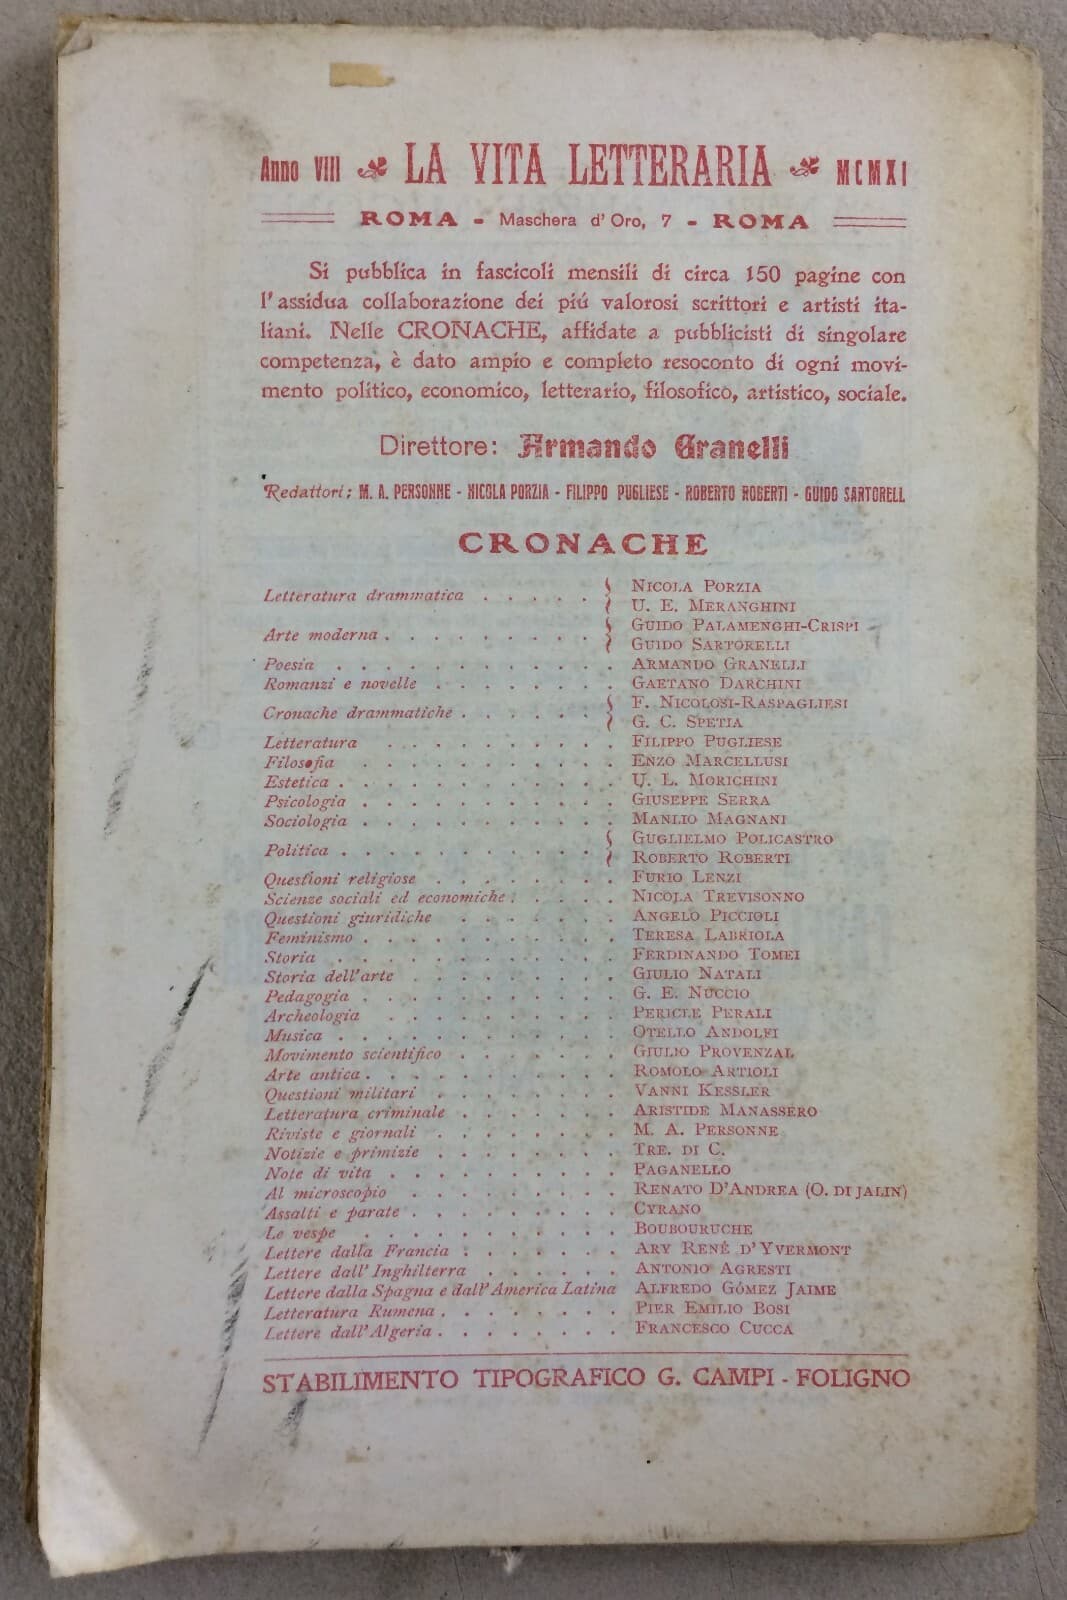 Anno VIII LA VITA LETTERARIA MCMXI
ROMA - Maschera d'Oro, 7 - ROMA
Si pubblica in fascicoli mensili di circa 150 pagine con
l'assidua collaborazione dei piú valorosi scrittori e artisti ita-
liani. Nelle CRONACHE, affidate a pubblicisti di singolare
competenza, è dato ampio e completo resoconto di ogni movi-
mento politico, economico, letterario, filosofico, artistico, sociale.
Direttore: Armando Granelli
Redattori: M. A. PERSONNE - NICOLA PORZIA - FILIPPO PUGLIESE - ROBERTO ROBERTI - GUIDO SARTORELL
CRONACHE
Letteratura drammatica . . . . . NICOLA PORZIA
U. E. MERANGHINI
Arte moderna . . . . . . . . . GUIDO PALAMENGHI-CRISPI
GUIDO SARTORELLI
Poesia . . . . . . . . . . . . ARMANDO GRANELLI
Romanzi e novelle . . . . . . . . GAETANO DARCHINI
Cronache drammatiche . . . . . . F. NICOLOSI-RASPAGLIESI
G. C. SPETIA
Letteratura . . . . . . . . . . FILIPPO PUGLIESE
Filosofia . . . . . . . . . . . ENZO MARCELLUSI
Estetica . . . . . . . . . . . . U. L. MORICHINI
Psicologia . . . . . . . . . . . GIUSEPPE SERRA
Sociologia . . . . . . . . . . . MANLIO MAGNANI
Politica . . . . . . . . . . . GUGLIELMO POLICASTRO
ROBERTO ROBERTI
Questioni religiose . . . . . . . . FURIO LENZI
Scienze sociali ed economiche . . . . . NICOLA TREVISONNO
Questioni giuridiche . . . . . . . ANGELO PICCIOLI
Feminismo . . . . . . . . . . . TERESA LABRIOLA
Storia . . . . . . . . . . . . FERDINANDO TOMEI
Storia dell'arte . . . . . . . . . GIULIO NATALI
Pedagogia . . . . . . . . . . . G. E. NUCCIO
Archeologia . . . . . . . . . . PERICLE PERALI
Musica . . . . . . . . . . . . OTELLO ANDOLFI
Movimento scientifico . . . . . . . GIULIO PROVENZAL
Arte antica . . . . . . . . . . . ROMOLO ARTIOLI
Questioni militari . . . . . . . . VANNI KESSLER
Letteratura criminale . . . . . . . ARISTIDE MANASSERO
Riviste e giornali . . . . . . . . M. A. PERSONNE
Notizie e primizie . . . . . . . . TRE. DI C.
Note di vita . . . . . . . . . . PAGANELLO
Al microscopio . . . . . . . . . RENATO D'ANDREA (O. DI JALIN)
Assalti e parate . . . . . . . . . CYRANO
Le vespe . . . . . . . . . . . BOUBOURUCHE
Lettere dalla Francia . . . . . . . ARY RENÉ D'YVERMONT
Lettere dall'Inghilterra . . . . . . ANTONIO AGRESTI
Lettere dalla Spagna e dall'America Latina ALFREDO GÓMEZ JAIME
Letteratura Rumena . . . . . . . . PIER EMILIO BOSI
Lettere dall'Algeria . . . . . . . . FRANCESCO CUCCA
STABILIMENTO TIPOGRAFICO G. CAMPI - FOLIGNO